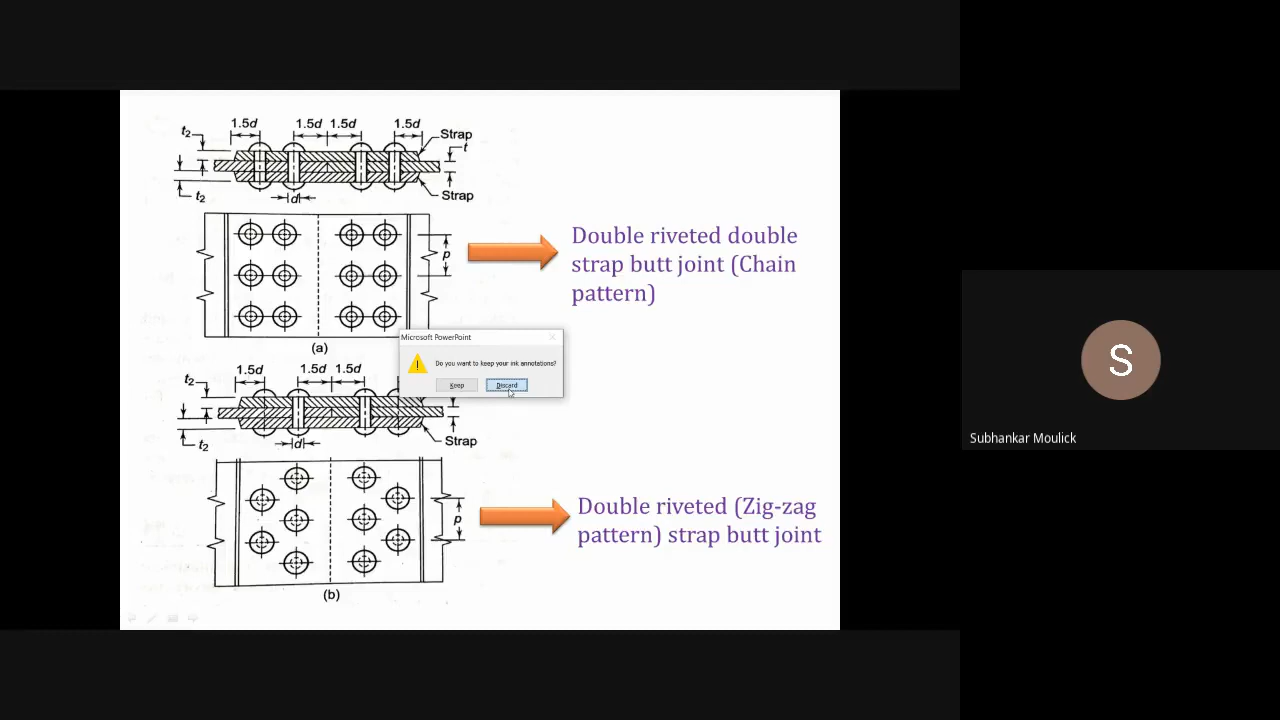 1.5d 1.5d 1.5d 1.5d
t2 Strap
t
t2 d Strap
Double riveted double
strap butt joint (Chain
pattern)
p
(a)
Microsoft PowerPoint
Do you want to keep your ink annotations?
Keep Discard
1.5d 1.5d 1.5d
t2
t2 d Strap
Double riveted (Zig-zag
pattern) strap butt joint
p
(b)
S
Subhankar Moulick